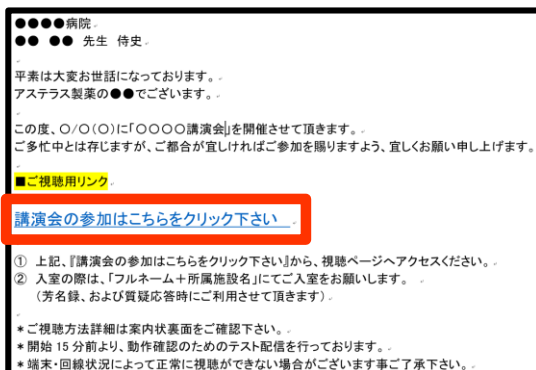 ●●●●病院
●● ●● 先生 侍史
平素は大変お世話になっております。
アステラス製薬の●●でございます。
この度、○/○(○)に｢○○○○講演会｣を開催させて頂きます。
ご多忙中とは存じますが、ご都合が宜しければご参加を賜りますよう、宜しくお願い申し上げます。
■ご視聴用リンク
講演会の参加はこちらをクリック下さい
① 上記、『講演会の参加はこちらをクリック下さい』から、視聴ページへアクセスください。
② 入室の際は、「フルネーム＋所属施設名」にてご入室をお願いします。
(芳名録、および質疑応答時にご利用させて頂きます)
＊ご視聴方法詳細は案内状裏面をご確認下さい。
＊開始 15 分前より、動作確認のためのテスト配信を行っております。
＊端末・回線状況によって正常に視聴ができない場合がございます事ご了承下さい。